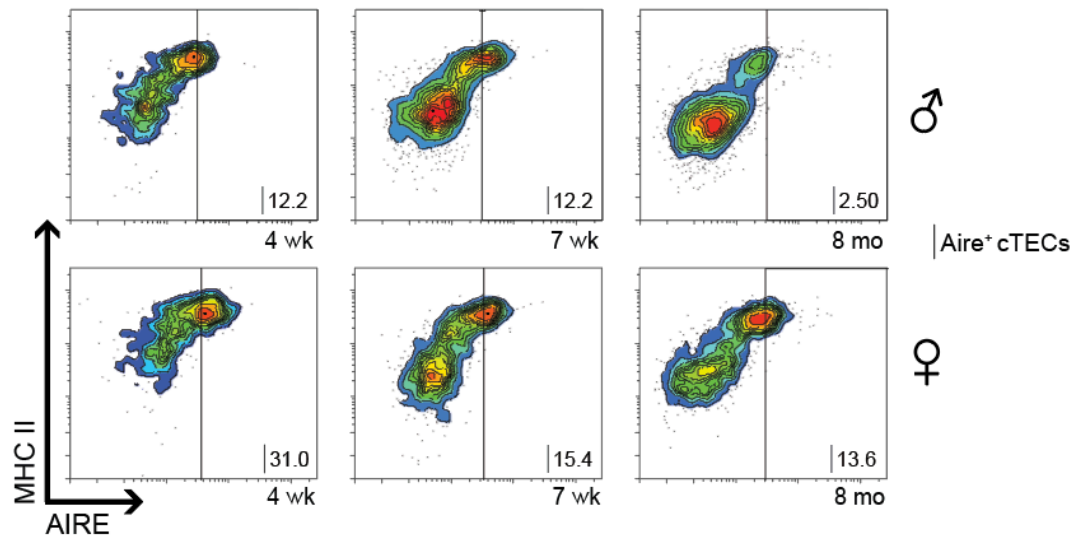 12.2
12.2
2.50
♂
4 wk
7 wk
8 mo
|Aire⁺ cTECs
31.0
15.4
13.6
♀
4 wk
7 wk
8 mo
MHC II
AIRE